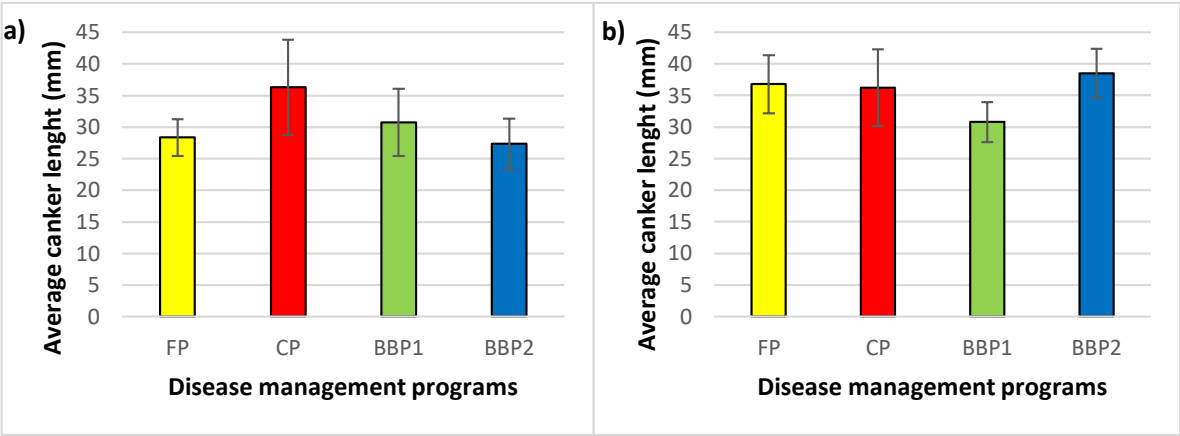 a)
Average canker lenght (mm)
45
40
35
30
25
20
15
10
5
0
FP CP BBP1 BBP2
Disease management programs
b)
Average canker lenght (mm)
45
40
35
30
25
20
15
10
5
0
FP CP BBP1 BBP2
Disease management programs